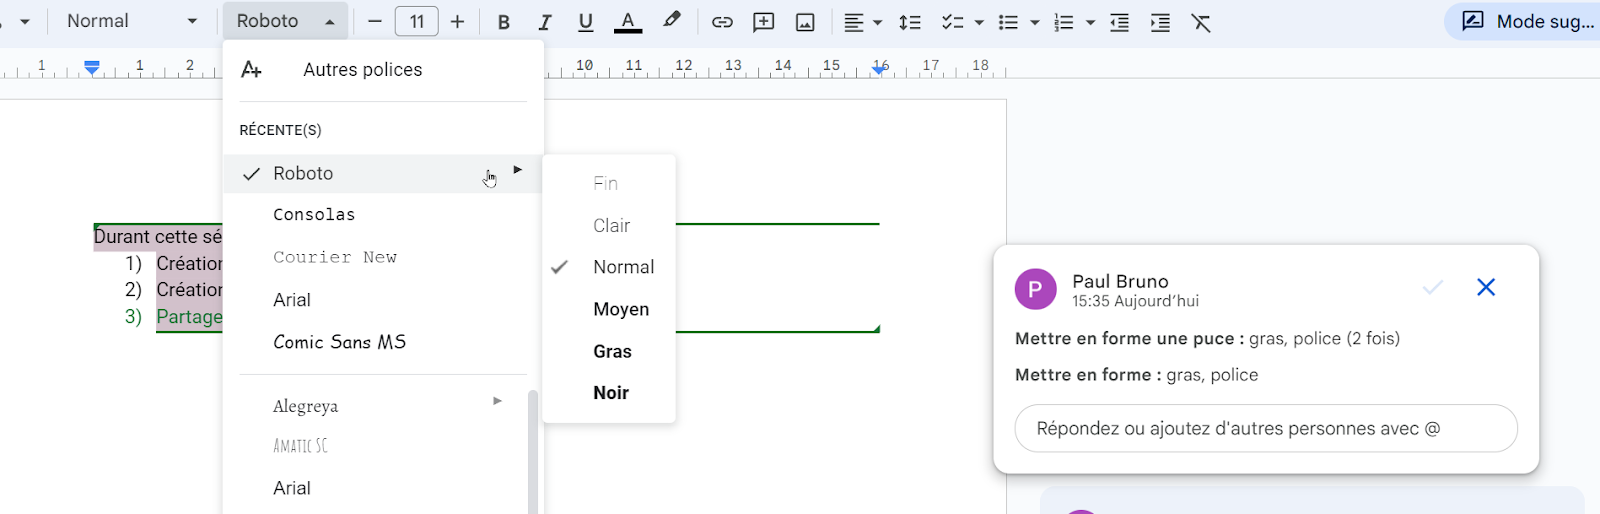 Normal Roboto 11 B I U A Mode sug...
1 1 2 10 11 12 13 14 15 16 17 18
Autres polices
RÉCENTE(S)
Roboto
Consolas
Courier New
Arial
Comic Sans MS
Alegreya
Amatic SC
Arial
Fin
Clair
Normal
Moyen
Gras
Noir
Durant cette sé
1) Création
2) Création
3) Partage
P
Paul Bruno
15:35 Aujourd’hui
Mettre en forme une puce : gras, police (2 fois)
Mettre en forme : gras, police
Répondez ou ajoutez d'autres personnes avec @